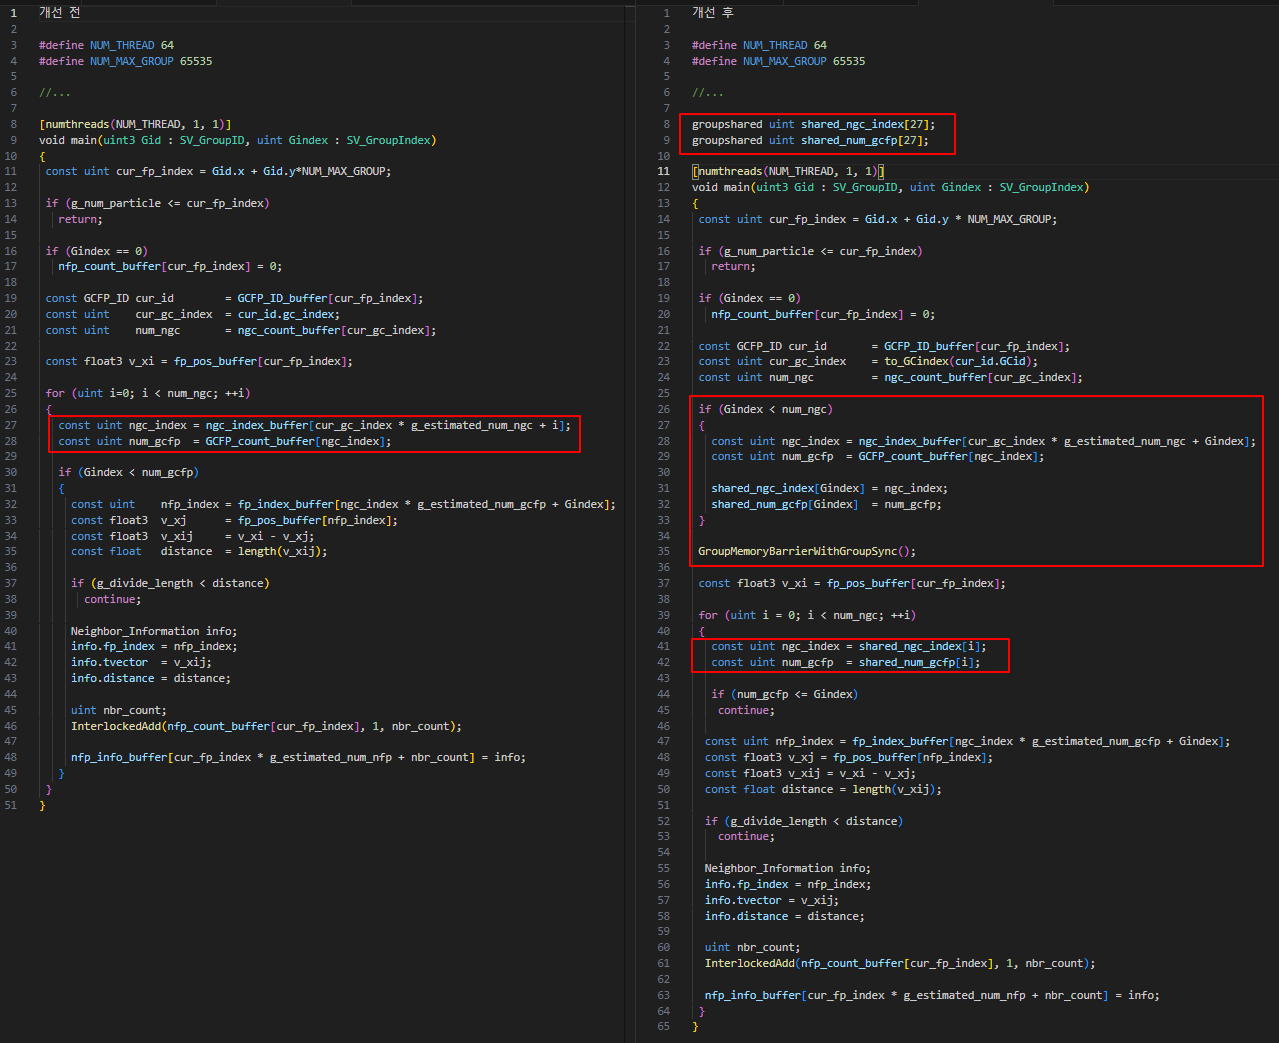 1 개선 전
2
3 #define NUM_THREAD 64
4 #define NUM_MAX_GROUP 65535
5
6 //...
7
8 [numthreads(NUM_THREAD, 1, 1)]
9 void main(uint3 Gid : SV_GroupID, uint Gindex : SV_GroupIndex)
10 {
11 const uint cur_fp_index = Gid.x + Gid.y*NUM_MAX_GROUP;
12
13 if (g_num_particle <= cur_fp_index)
14 return;
15
16 if (Gindex == 0)
17 nfp_count_buffer[cur_fp_index] = 0;
18
19 const GCFP_ID cur_id = GCFP_ID_buffer[cur_fp_index];
20 const uint cur_gc_index = cur_id.gc_index;
21 const uint num_ngc = ngc_count_buffer[cur_gc_index];
22
23 const float3 v_xi = fp_pos_buffer[cur_fp_index];
24
25 for (uint i=0; i < num_ngc; ++i)
26 {
27 const uint ngc_index = ngc_index_buffer[cur_gc_index * g_estimated_num_ngc + i];
28 const uint num_gcfp = GCFP_count_buffer[ngc_index];
29
30 if (Gindex < num_gcfp)
31 {
32 const uint nfp_index = fp_index_buffer[ngc_index * g_estimated_num_gcfp + Gindex];
33 const float3 v_xj = fp_pos_buffer[nfp_index];
34 const float3 v_xij = v_xi - v_xj;
35 const float distance = length(v_xij);
36
37 if (g_divide_length < distance)
38 continue;
39
40 Neighbor_Information info;
41 info.fp_index = nfp_index;
42 info.tvector = v_xij;
43 info.distance = distance;
44
45 uint nbr_count;
46 InterlockedAdd(nfp_count_buffer[cur_fp_index], 1, nbr_count);
47
48 nfp_info_buffer[cur_fp_index * g_estimated_num_nfp + nbr_count] = info;
49 }
50 }
51 }
1 개선 후
2
3 #define NUM_THREAD 64
4 #define NUM_MAX_GROUP 65535
5
6 //...
7
8 groupshared uint shared_ngc_index[27];
9 groupshared uint shared_num_gcfp[27];
10
11 [numthreads(NUM_THREAD, 1, 1)]
12 void main(uint3 Gid : SV_GroupID, uint Gindex : SV_GroupIndex)
13 {
14 const uint cur_fp_index = Gid.x + Gid.y * NUM_MAX_GROUP;
15
16 if (g_num_particle <= cur_fp_index)
17 return;
18
19 if (Gindex == 0)
20 nfp_count_buffer[cur_fp_index] = 0;
21
22 const GCFP_ID cur_id = GCFP_ID_buffer[cur_fp_index];
23 const uint cur_gc_index = to_GCindex(cur_id.GCid);
24 const uint num_ngc = ngc_count_buffer[cur_gc_index];
25
26 if (Gindex < num_ngc)
27 {
28 const uint ngc_index = ngc_index_buffer[cur_gc_index * g_estimated_num_ngc + Gindex];
29 const uint num_gcfp = GCFP_count_buffer[ngc_index];
30
31 shared_ngc_index[Gindex] = ngc_index;
32 shared_num_gcfp[Gindex] = num_gcfp;
33 }
34
35 GroupMemoryBarrierWithGroupSync();
36
37 const float3 v_xi = fp_pos_buffer[cur_fp_index];
38
39 for (uint i = 0; i < num_ngc; ++i)
40 {
41 const uint ngc_index = shared_ngc_index[i];
42 const uint num_gcfp = shared_num_gcfp[i];
43
44 if (num_gcfp <= Gindex)
45 continue;
46
47 const uint nfp_index = fp_index_buffer[ngc_index * g_estimated_num_gcfp + Gindex];
48 const float3 v_xj = fp_pos_buffer[nfp_index];
49 const float3 v_xij = v_xi - v_xj;
50 const float distance = length(v_xij);
51
52 if (g_divide_length < distance)
53 continue;
54
55 Neighbor_Information info;
56 info.fp_index = nfp_index;
57 info.tvector = v_xij;
58 info.distance = distance;
59
60 uint nbr_count;
61 InterlockedAdd(nfp_count_buffer[cur_fp_index], 1, nbr_count);
62
63 nfp_info_buffer[cur_fp_index * g_estimated_num_nfp + nbr_count] = info;
64 }
65 }